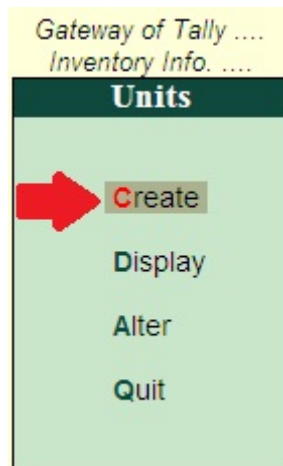 Gateway of Tally ....
Inventory Info. ....
Units
Create
Display
Alter
Quit